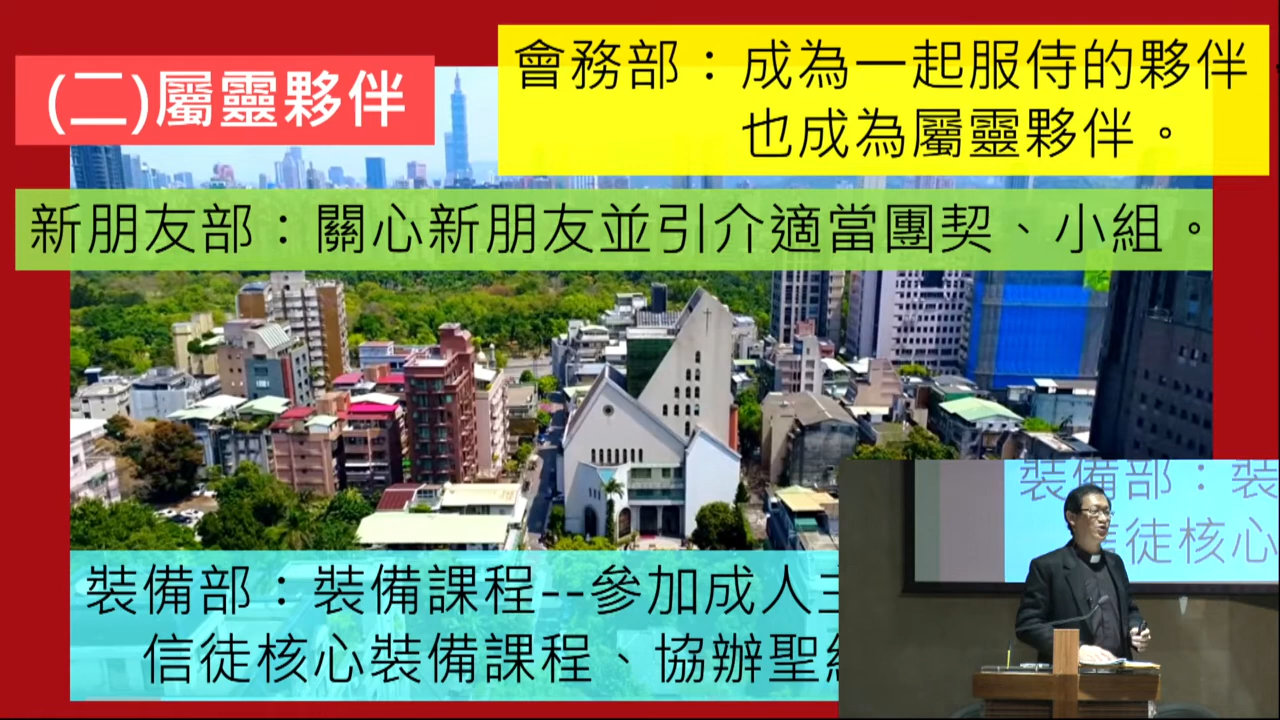 (二)屬靈夥伴
會務部：成為一起服侍的夥伴
也成為屬靈夥伴。
新朋友部：關心新朋友並引介適當團契、小組。
裝備部：裝備課程--參加成人主
信徒核心裝備課程、協辦聖經
裝備部：裝
信徒核心